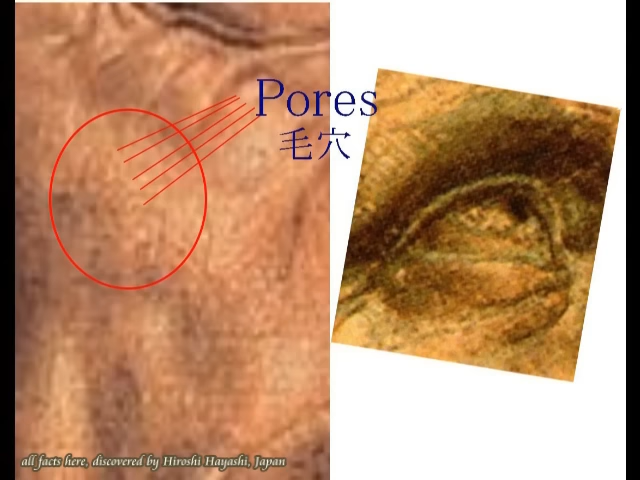 Pores
毛穴
all facts here, discovered by Hiroshi Hayashi, Japan